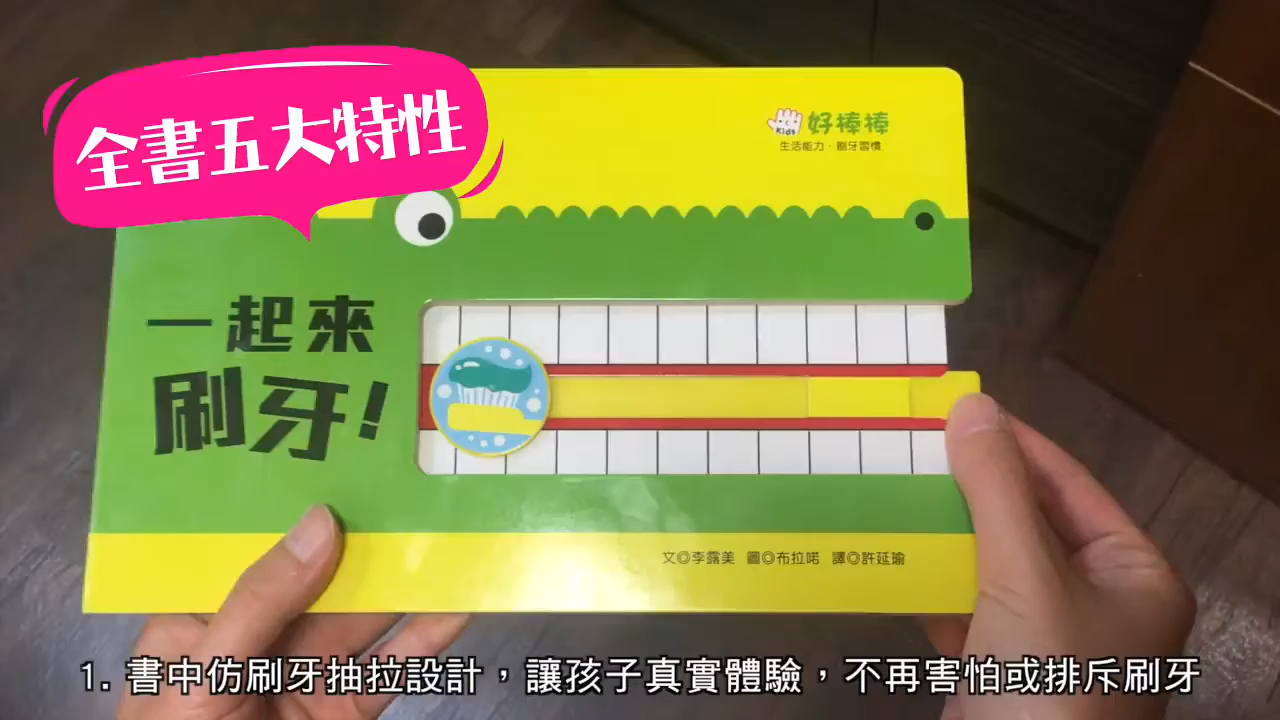 全書五大特性
Kids 好棒棒
生活能力・刷牙習慣
一起來
刷牙!
文◎李露美 圖◎布拉喏 譯◎許延瑜
1. 書中仿刷牙抽拉設計，讓孩子真實體驗，不再害怕或排斥刷牙